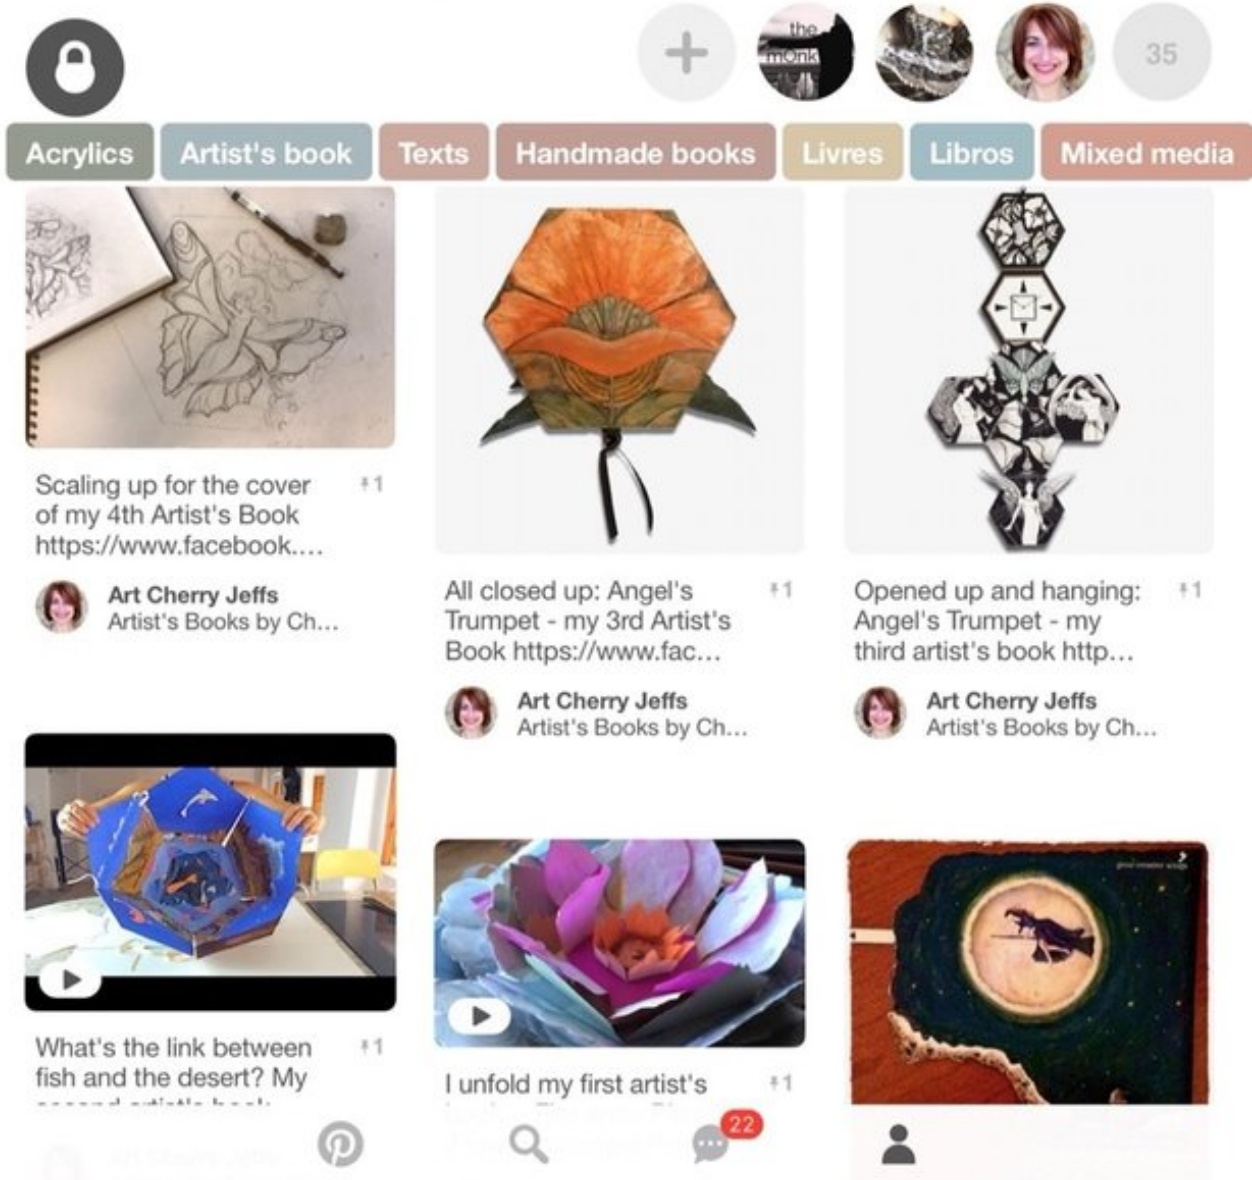 the
mOnk
35
Acrylics
Artist's book
Texts
Handmade books
Livres
Libros
Mixed media
Scaling up for the cover
of my 4th Artist's Book
https://www.facebook....
1
Art Cherry Jeffs
Artist's Books by Ch...
All closed up: Angel's
Trumpet - my 3rd Artist's
Book https://www.fac...
1
Art Cherry Jeffs
Artist's Books by Ch...
Opened up and hanging:
Angel's Trumpet - my
third artist's book http...
1
Art Cherry Jeffs
Artist's Books by Ch...
What's the link between
fish and the desert? My
second artist's book
1
I unfold my first artist's
1
22